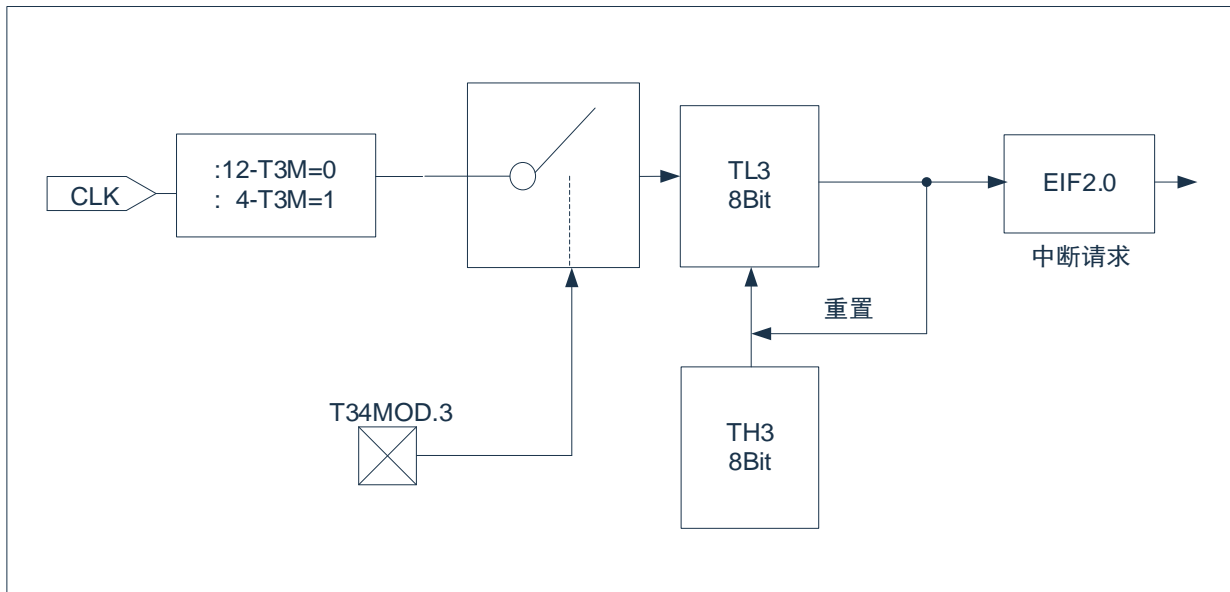 CLK
:12-T3M=0
: 4-T3M=1
TL3
8Bit
EIF2.0
中断请求
重置
T34MOD.3
TH3
8Bit